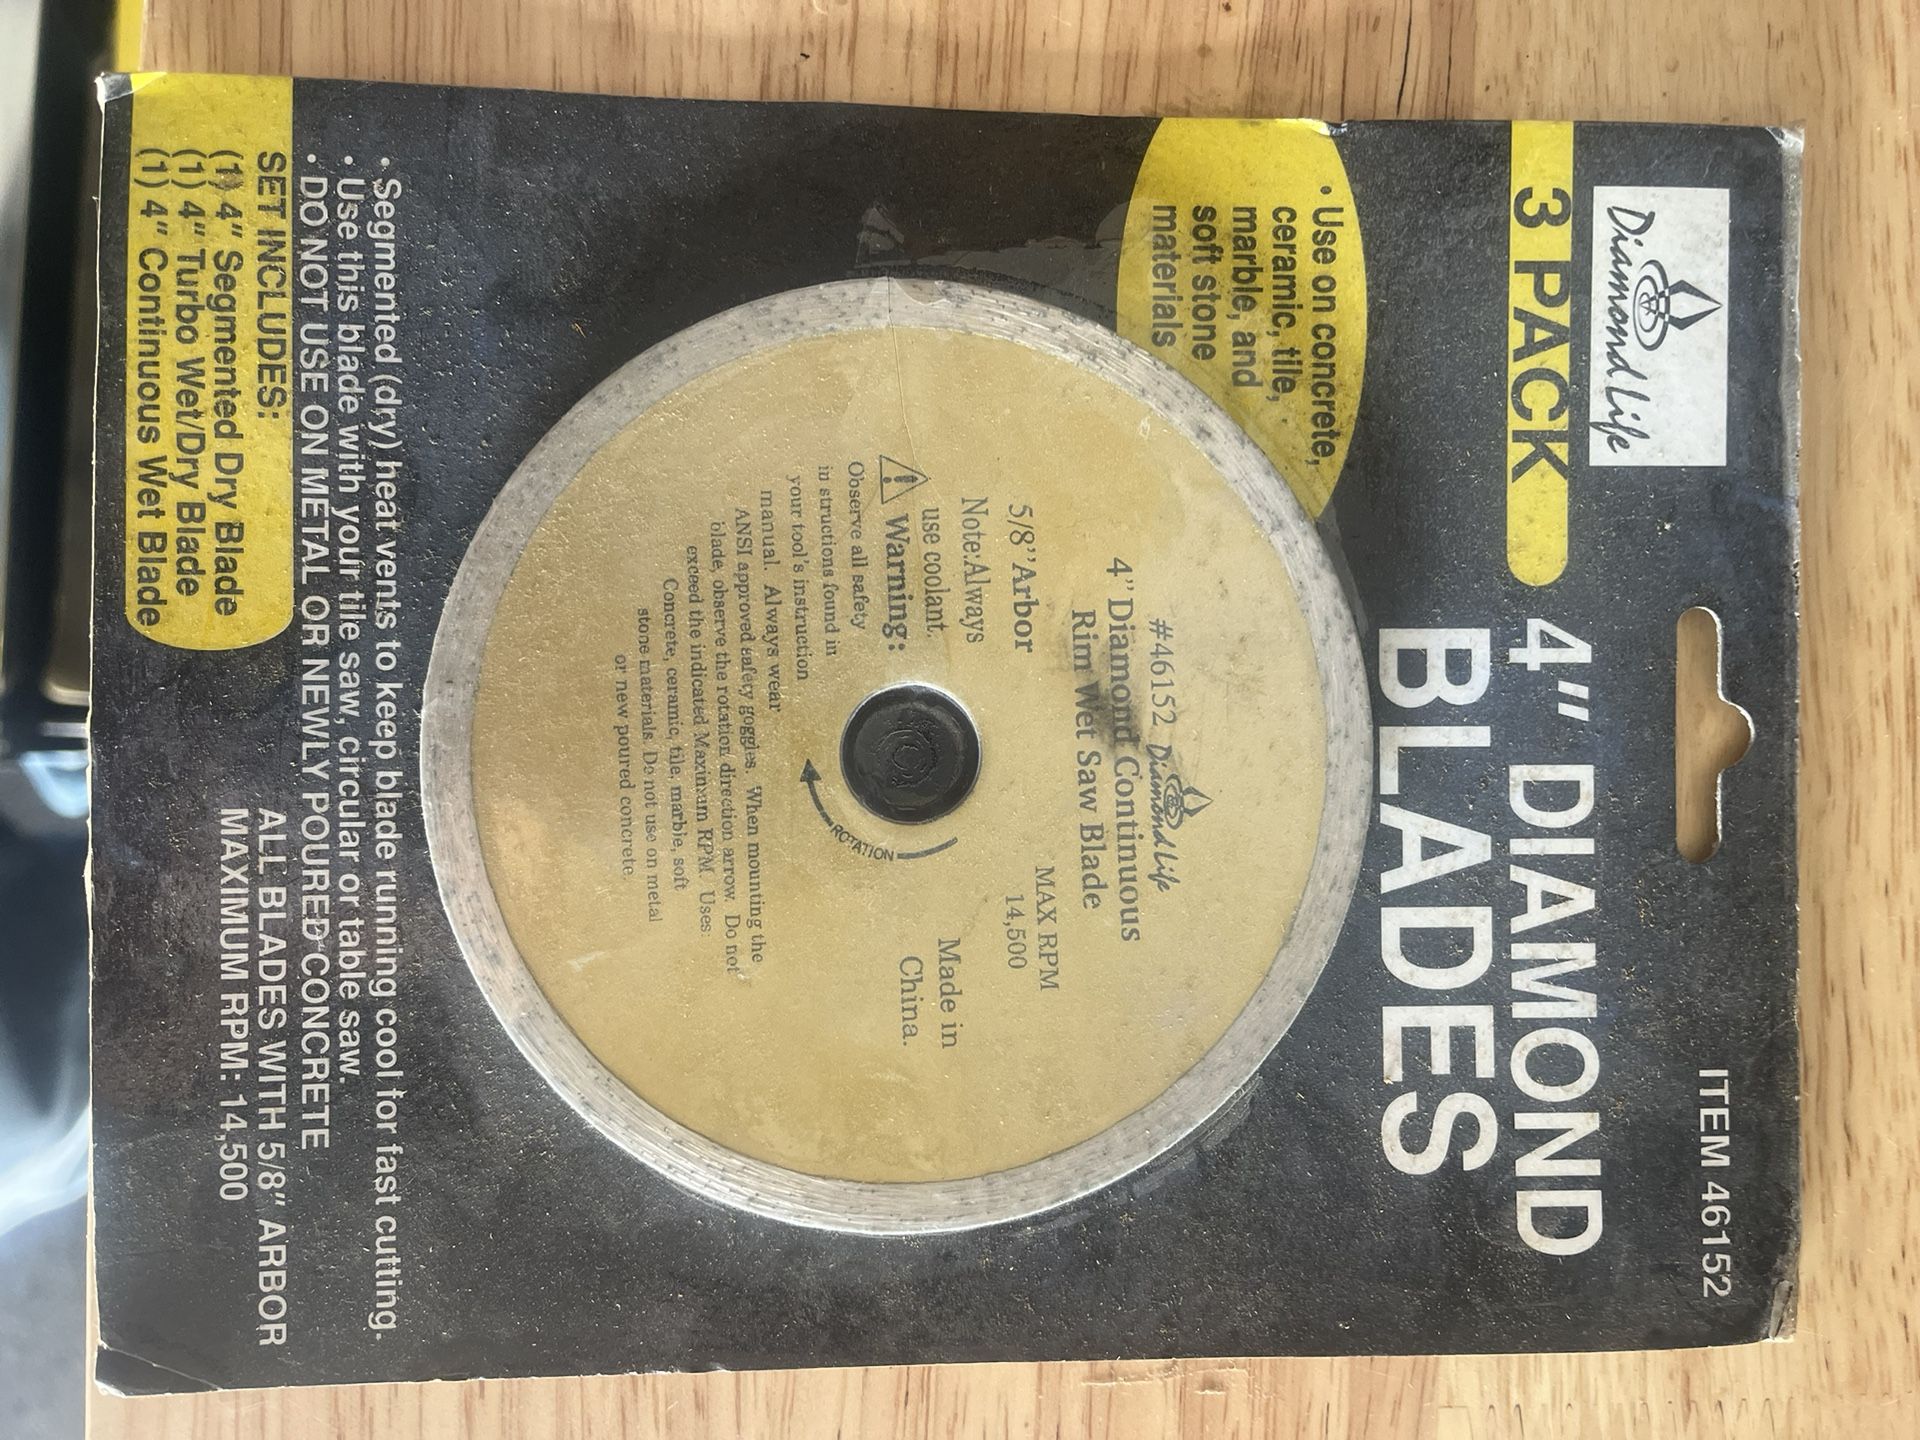 ITEM 46152
Diamond Life
3 PACK
4" DIAMOND
BLADES
• Use on concrete,
ceramic, tile,
marble, and
soft stone
materials
#46152 Diamond Life
4" Diamond Continuous
Rim Wet Saw Blade
5/8" Arbor
MAX RPM
14,500
Note:Always
use coolant.
Made in
China.
Warning:
Observe all safety
in structions found in
your tool's instruction
manual. Always wear
ANSI approved safety goggles. When mounting the
blade, observe the rotation direction arrow. Do not
exceed the indicated Maximum RPM. Uses:
Concrete, ceramic, tile, marble, soft
stone materials. Do not use on metal
or new poured concrete.
ROTATION
• Segmented (dry) heat vents to keep blade running cool for fast cutting.
• Use this blade with your tile saw, circular or table saw.
• DO NOT USE ON METAL OR NEWLY POURED CONCRETE
SET INCLUDES:
(1) 4" Segmented Dry Blade
(1) 4" Turbo Wet/Dry Blade
(1) 4" Continuous Wet Blade
ALL BLADES WITH 5/8" ARBOR
MAXIMUM RPM: 14,500